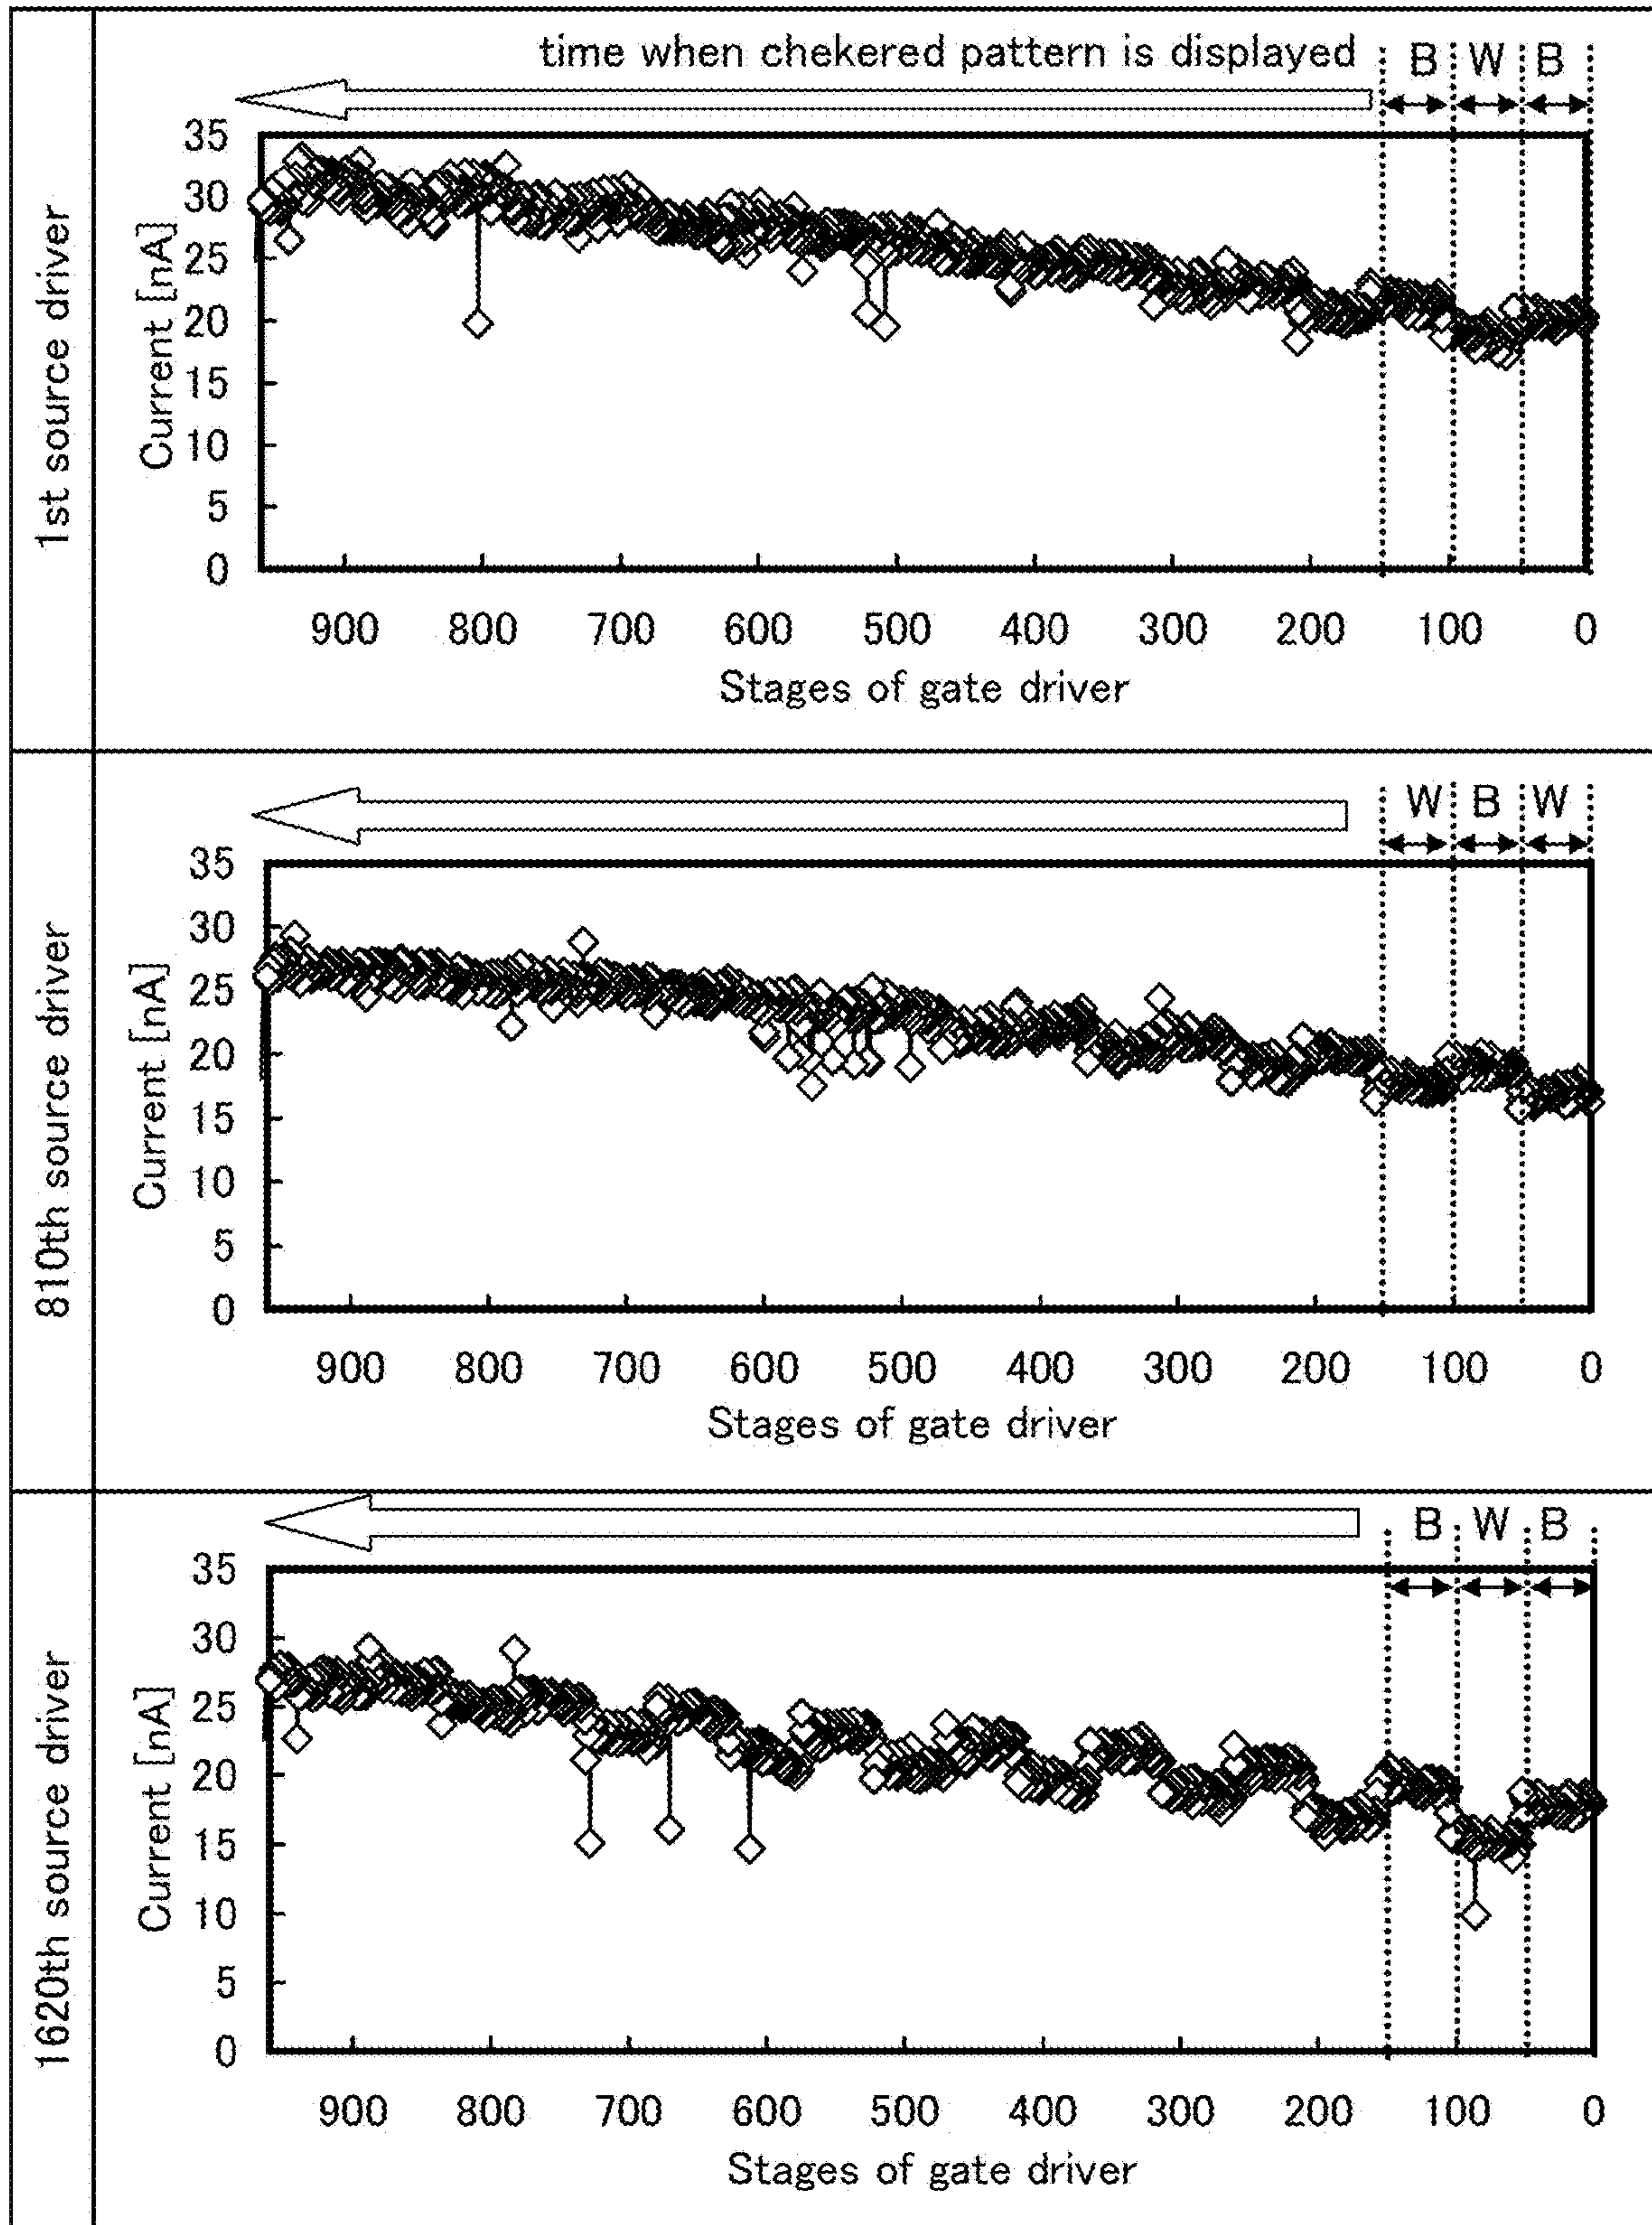 1st source driver
time when chekered pattern is displayed
B W B
Current [nA]
35
30
25
20
15
10
5
0
900 800 700 600 500 400 300 200 100 0
Stages of gate driver
810th source driver
W B W
Current [nA]
35
30
25
20
15
10
5
0
900 800 700 600 500 400 300 200 100 0
Stages of gate driver
1620th source driver
B W B
Current [nA]
35
30
25
20
15
10
5
0
900 800 700 600 500 400 300 200 100 0
Stages of gate driver